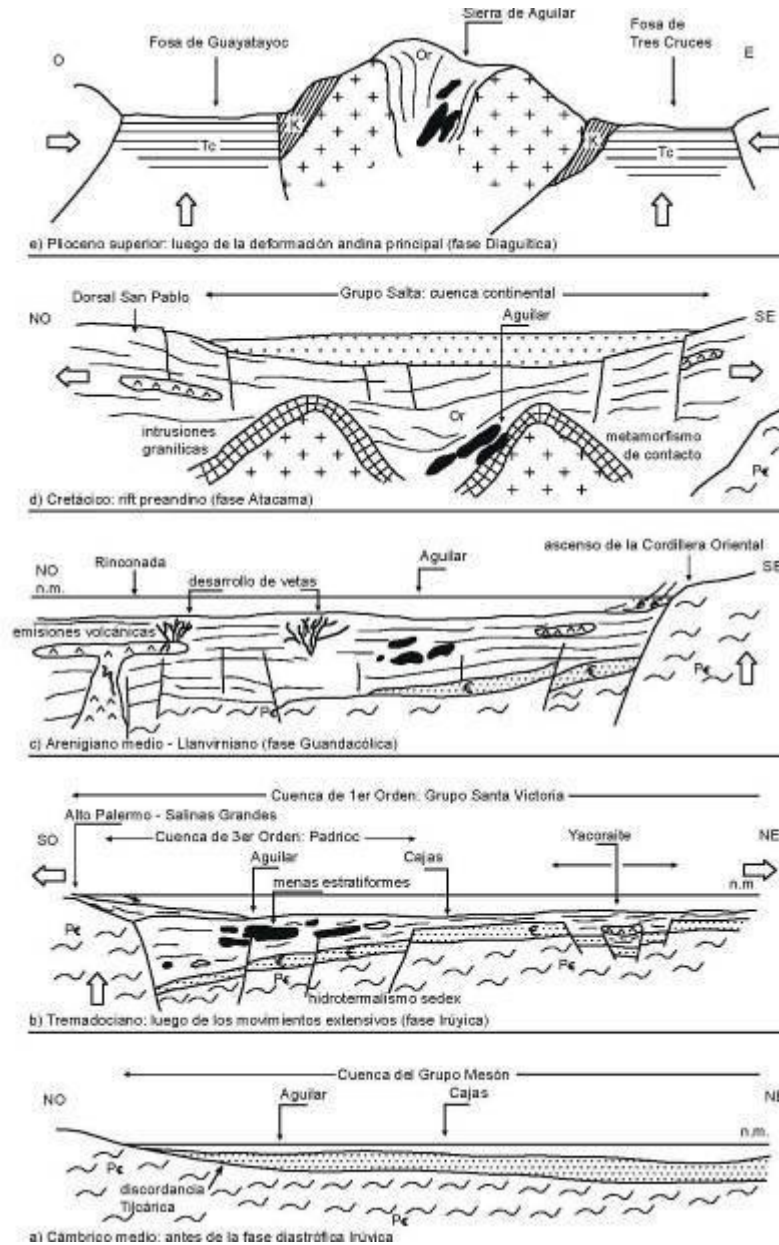 Sierra de Aguilar
Fosa de Guayatayoc
Fosa de
Tres Cruces
O
E
Or
K
K
Tc
Tc
e) Plioceno superior: luego de la deformación andina principal (fase Diaguítica)
Dorsal San Pablo
Grupo Salta: cuenca continental
NO
Aguilar
SE
Or
intrusiones
graníticas
metamorfismo
de contacto
P€
d) Cretácico: rift preandino (fase Atacama)
ascenso de la Cordillera Oriental
Rinconada
Aguilar
NO
n.m.
desarrollo de vetas
SE
emisiones volcánicas
€
€
P€
P€
c) Arenigiano medio - Llanvirniano (fase Guandacólica)
Cuenca de 1er Orden: Grupo Santa Victoria
Alto Palermo - Salinas Grandes
SO
Cuenca de 3er Orden: Padrioc
Yacoraite
NE
Aguilar
Cajas
menas estratiformes
n.m.
P€
€
€
€
P€
P€
hidrotermalismo sedex
b) Tremadociano: luego de los movimientos extensivos (fase Irúyica)
Cuenca del Grupo Mesón
NO
Aguilar
Cajas
NE
n.m.
P€
discordancia
Tilcárica
P€
a) Cámbrico medio: antes de la fase diastrófica Irúyica